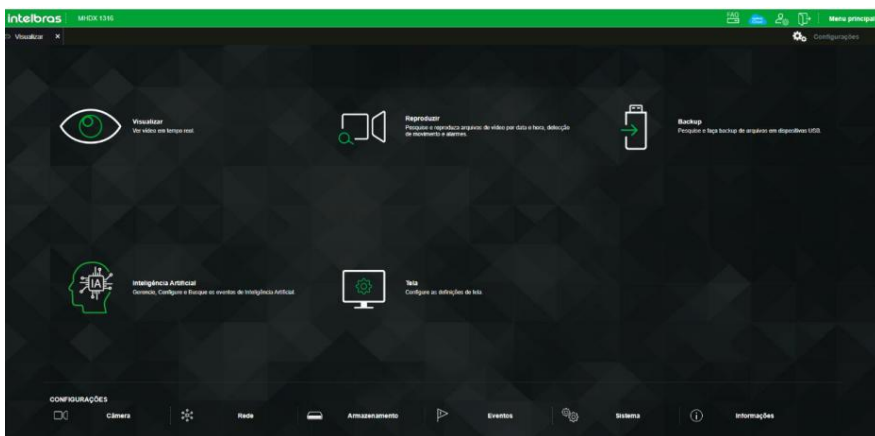 intelbras MHDX 1316 FAQ Menu principal
Visualizar × Configurações
Visualizar
Ver vídeo em tempo real.
Reproduzir
Pesquise e reproduza arquivos de vídeo por data e hora, detecção
de movimento e alarmes.
Backup
Pesquise e faça backup de arquivos em dispositivos USB.
IA
Inteligência Artificial
Gerencie, Configure e Busque os eventos de Inteligência Artificial
Tela
Configure as definições de tela
CONFIGURAÇÕES
Câmera Rede Armazenamento Eventos Sistema Informações